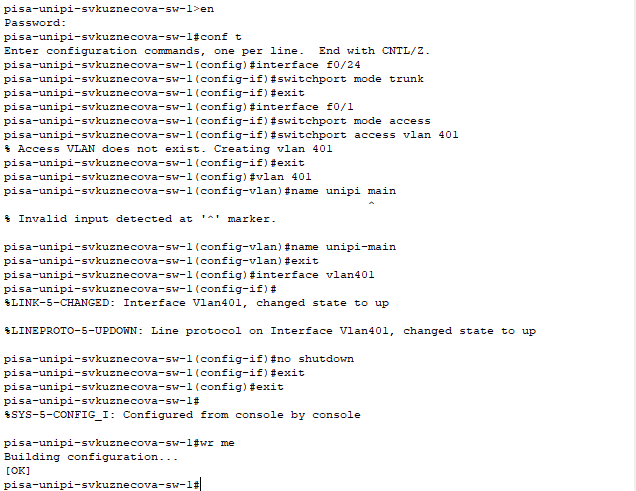 pisa-unipi-svkuznecova-sw-1>en
Password:
pisa-unipi-svkuznecova-sw-1#conf t
Enter configuration commands, one per line.  End with CNTL/Z.
pisa-unipi-svkuznecova-sw-1(config)#interface f0/24
pisa-unipi-svkuznecova-sw-1(config-if)#switchport mode trunk
pisa-unipi-svkuznecova-sw-1(config-if)#exit
pisa-unipi-svkuznecova-sw-1(config)#interface f0/1
pisa-unipi-svkuznecova-sw-1(config-if)#switchport mode access
pisa-unipi-svkuznecova-sw-1(config-if)#switchport access vlan 401
% Access VLAN does not exist. Creating vlan 401
pisa-unipi-svkuznecova-sw-1(config-if)#exit
pisa-unipi-svkuznecova-sw-1(config)#vlan 401
pisa-unipi-svkuznecova-sw-1(config-vlan)#name unipi main
^
% Invalid input detected at '^' marker.
pisa-unipi-svkuznecova-sw-1(config-vlan)#name unipi-main
pisa-unipi-svkuznecova-sw-1(config-vlan)#exit
pisa-unipi-svkuznecova-sw-1(config)#interface vlan401
pisa-unipi-svkuznecova-sw-1(config-if)#
%LINK-5-CHANGED: Interface Vlan401, changed state to up
%LINEPROTO-5-UPDOWN: Line protocol on Interface Vlan401, changed state to up
pisa-unipi-svkuznecova-sw-1(config-if)#no shutdown
pisa-unipi-svkuznecova-sw-1(config-if)#exit
pisa-unipi-svkuznecova-sw-1(config)#exit
pisa-unipi-svkuznecova-sw-1#
%SYS-5-CONFIG_I: Configured from console by console
pisa-unipi-svkuznecova-sw-1#wr me
Building configuration...
[OK]
pisa-unipi-svkuznecova-sw-1#